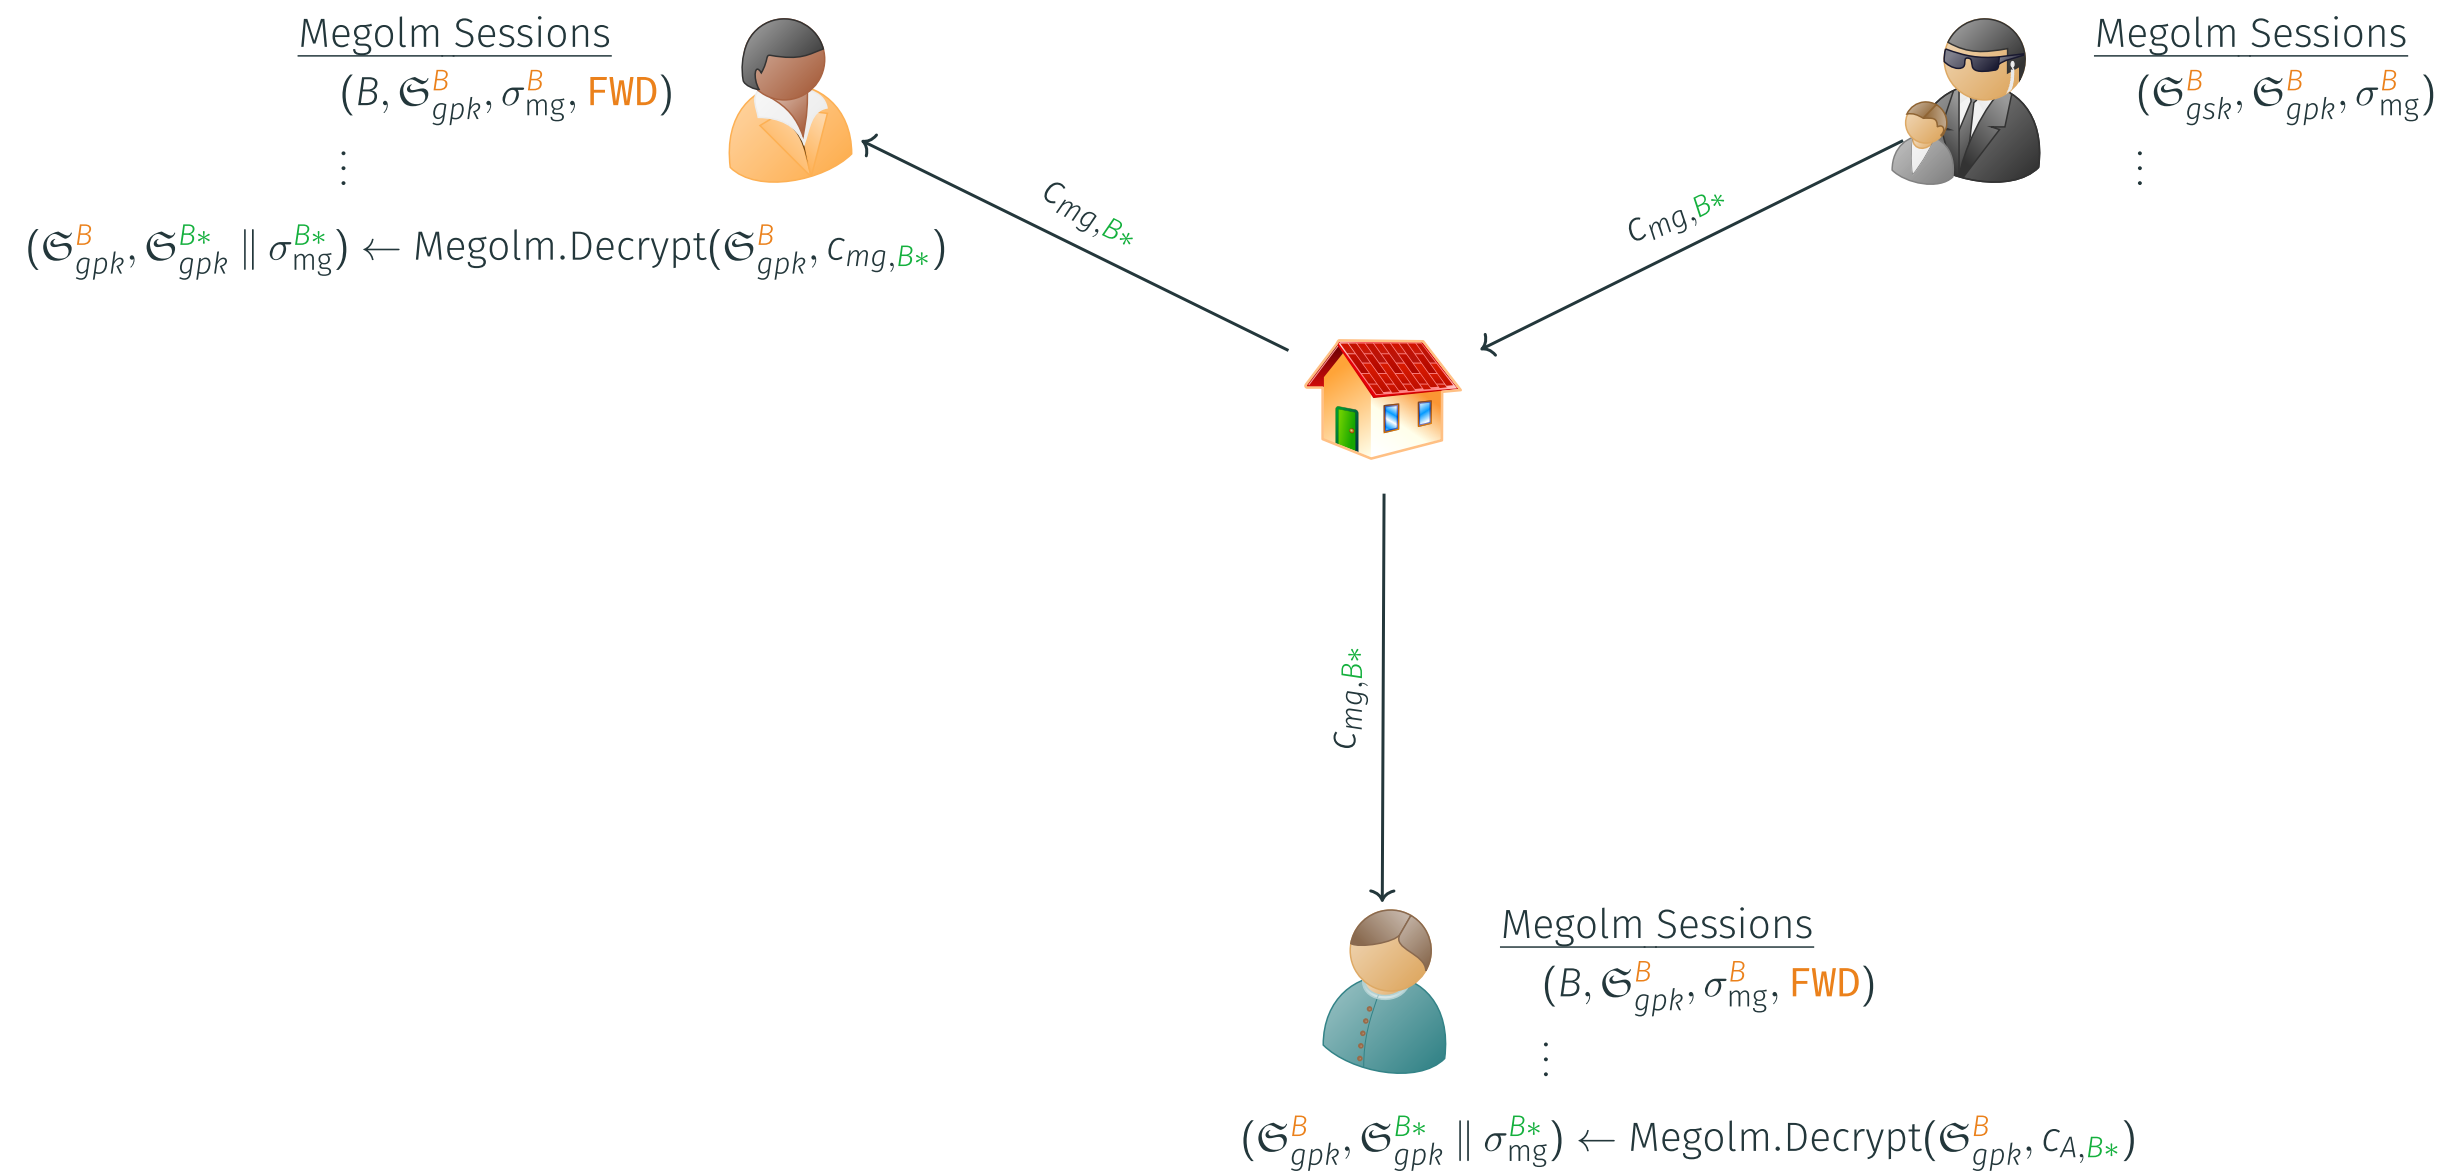 Megolm Sessions
(B, 𝔖^B_gpk, σ^B_mg, FWD)
⋮
(𝔖^B_gpk, 𝔖^B*_gpk ∥ σ^B*_mg) ← Megolm.Decrypt(𝔖^B_gpk, c_mg,B*)
c_mg,B*
c_mg,B*
Megolm Sessions
(𝔖^B_gsk, 𝔖^B_gpk, σ^B_mg)
⋮
c_mg,B*
Megolm Sessions
(B, 𝔖^B_gpk, σ^B_mg, FWD)
⋮
(𝔖^B_gpk, 𝔖^B*_gpk ∥ σ^B*_mg) ← Megolm.Decrypt(𝔖^B_gpk, c_A,B*)